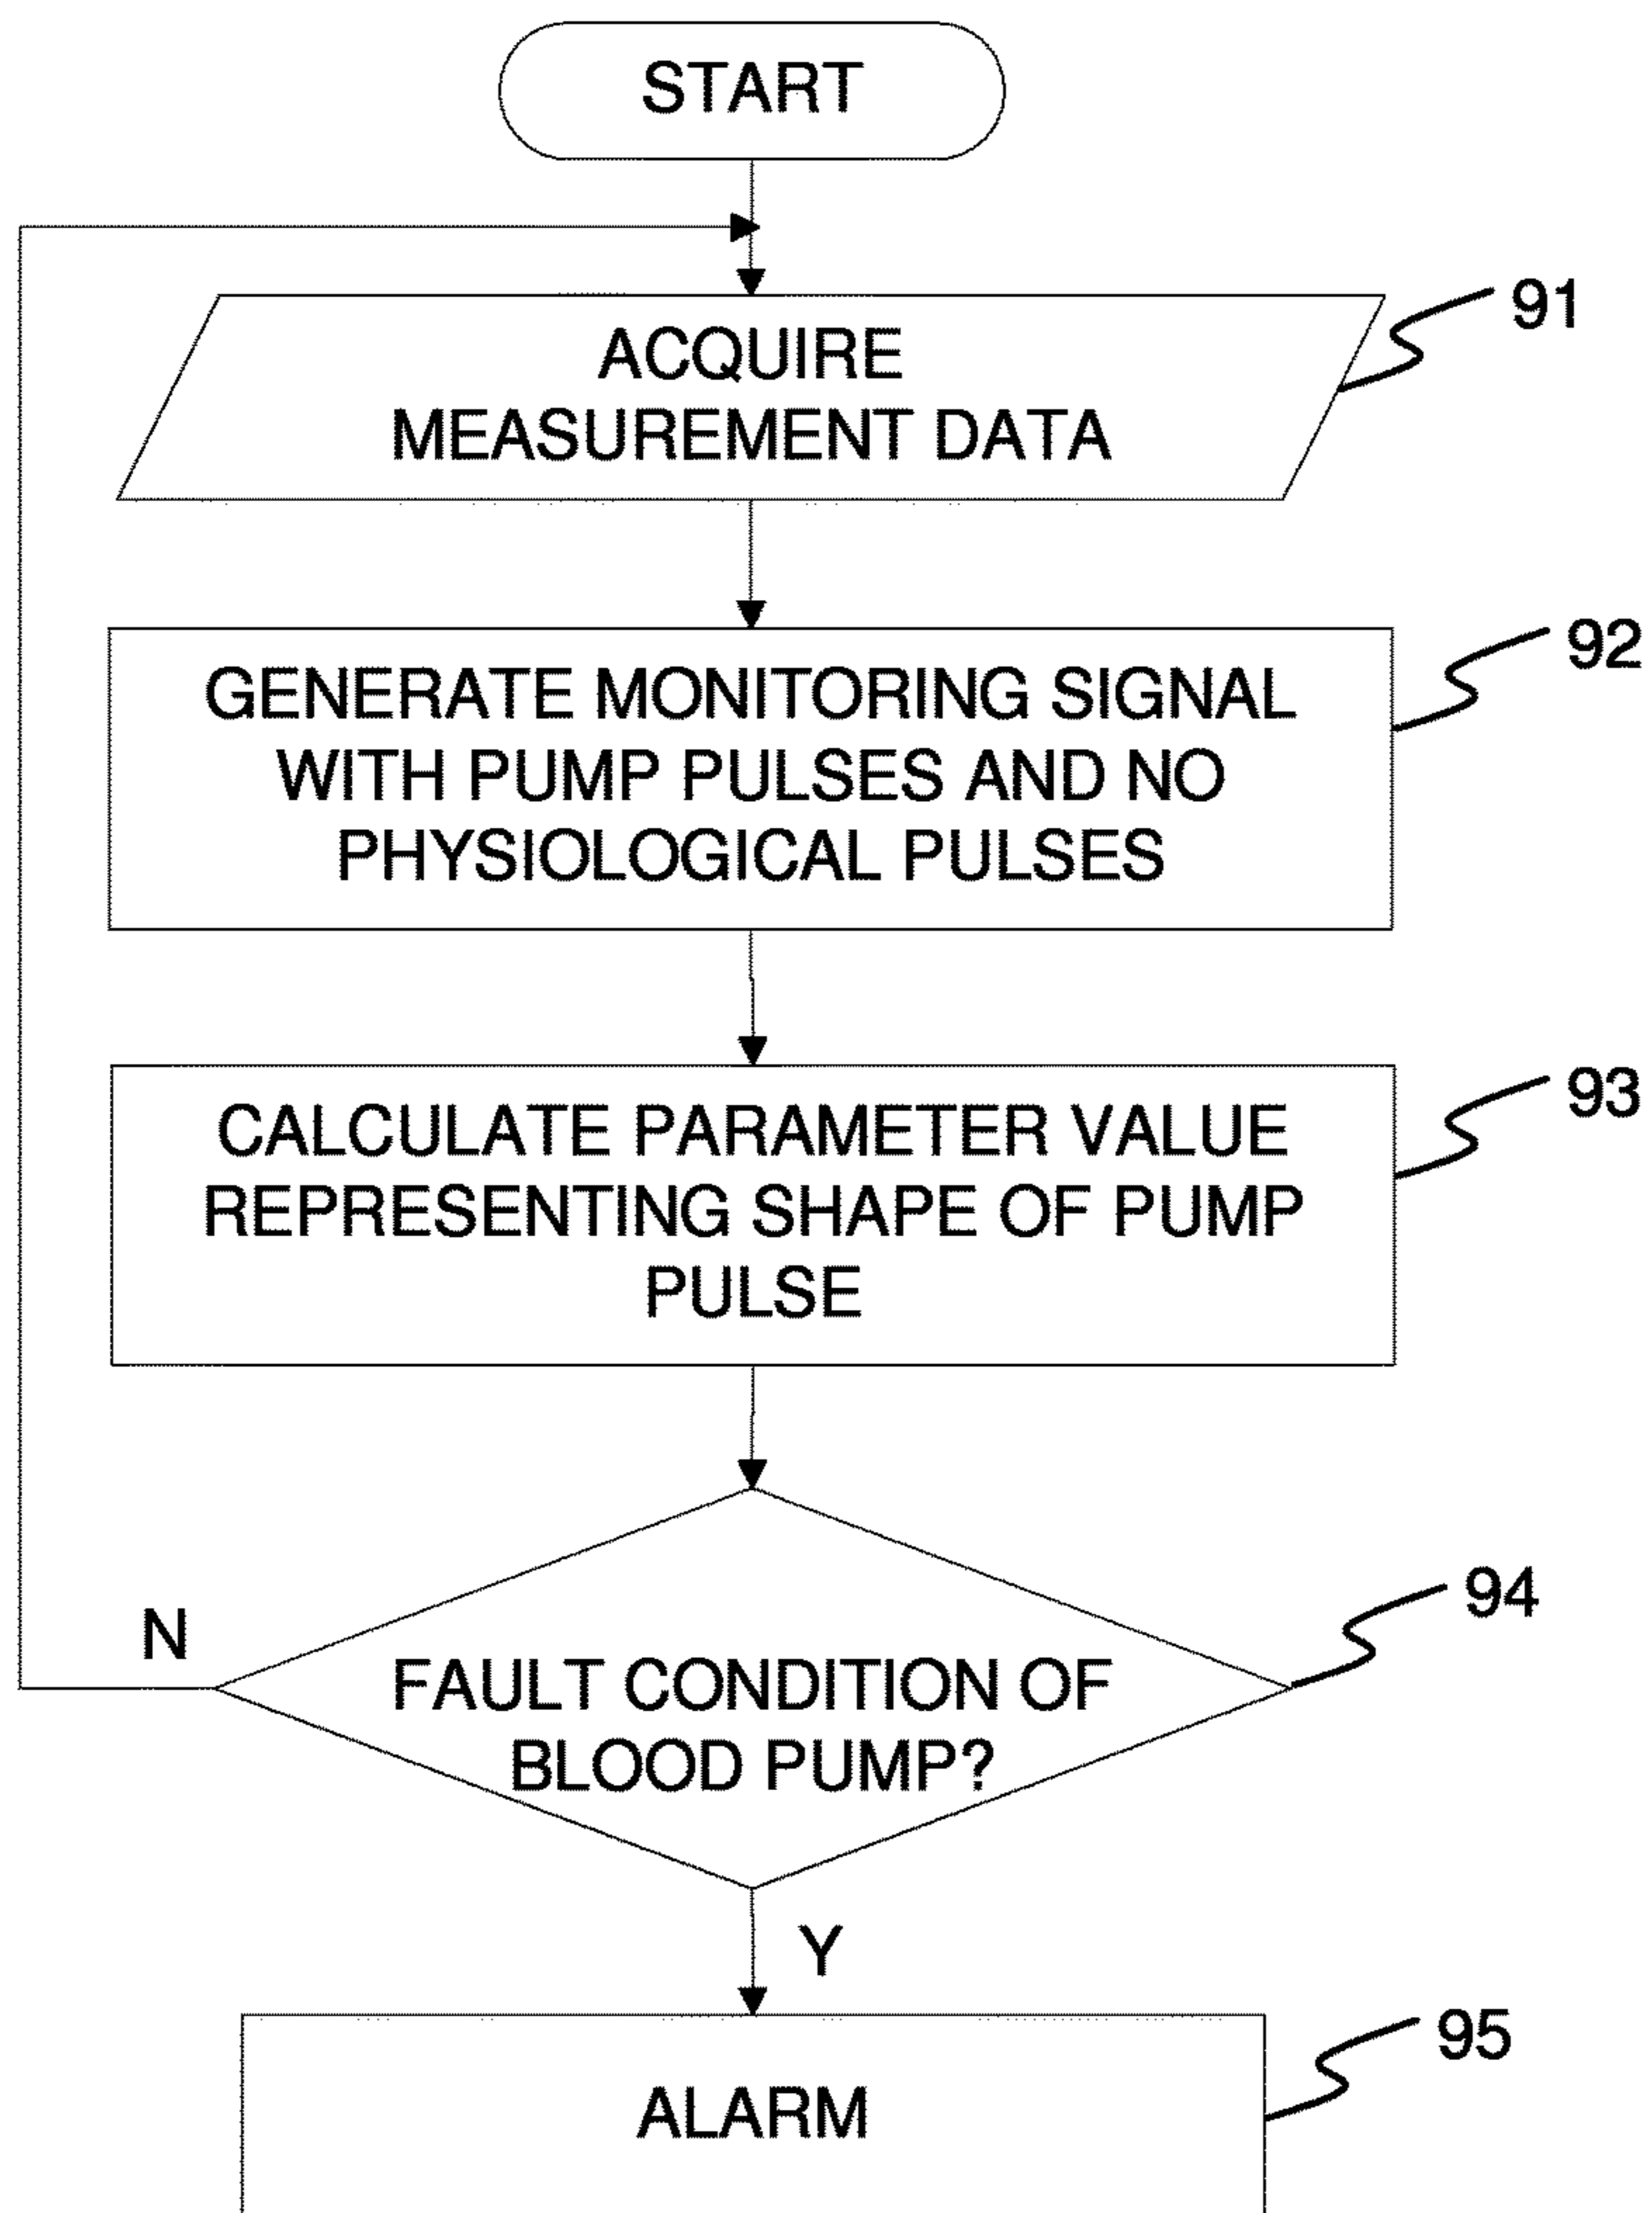 START
91
ACQUIRE
MEASUREMENT DATA
92
GENERATE MONITORING SIGNAL
WITH PUMP PULSES AND NO
PHYSIOLOGICAL PULSES
93
CALCULATE PARAMETER VALUE
REPRESENTING SHAPE OF PUMP
PULSE
94
N
FAULT CONDITION OF
BLOOD PUMP?
Y
95
ALARM